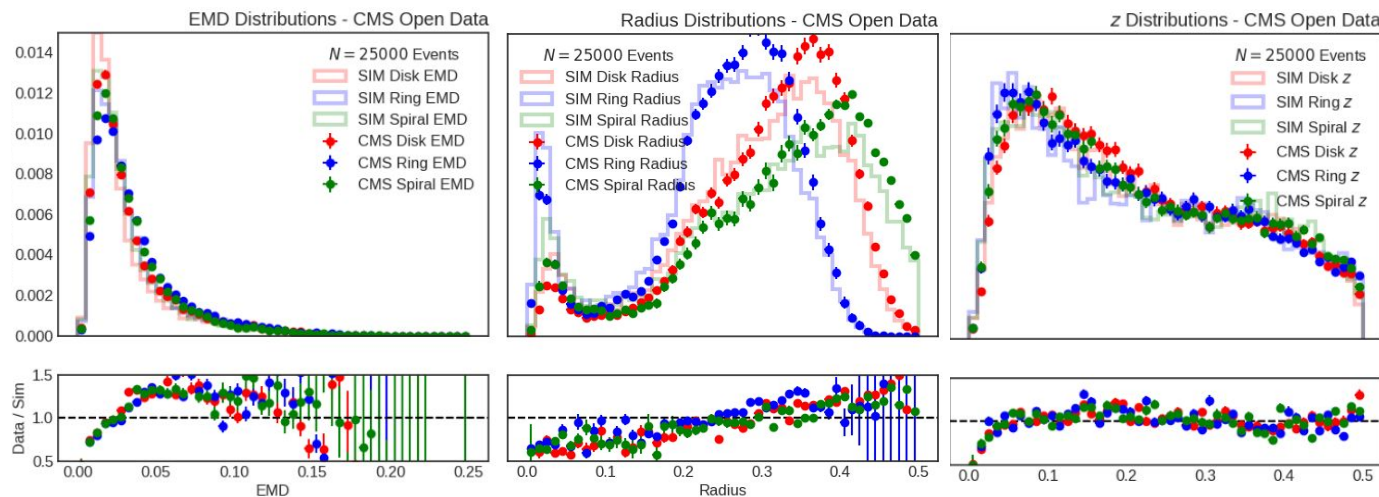 EMD Distributions - CMS Open Data
0.014
0.012
0.010
0.008
0.006
0.004
0.002
0.000
N = 25000 Events
SIM Disk EMD
SIM Ring EMD
SIM Spiral EMD
CMS Disk EMD
CMS Ring EMD
CMS Spiral EMD
Radius Distributions - CMS Open Data
N = 25000 Events
SIM Disk Radius
SIM Ring Radius
SIM Spiral Radius
CMS Disk Radius
CMS Ring Radius
CMS Spiral Radius
z Distributions - CMS Open Data
N = 25000 Events
SIM Disk z
SIM Ring z
SIM Spiral z
CMS Disk z
CMS Ring z
CMS Spiral z
Data / Sim
1.5
1.0
0.5
0.00 0.05 0.10 0.15 0.20 0.25
EMD
0.0 0.1 0.2 0.3 0.4 0.5
Radius
0.0 0.1 0.2 0.3 0.4 0.5
z